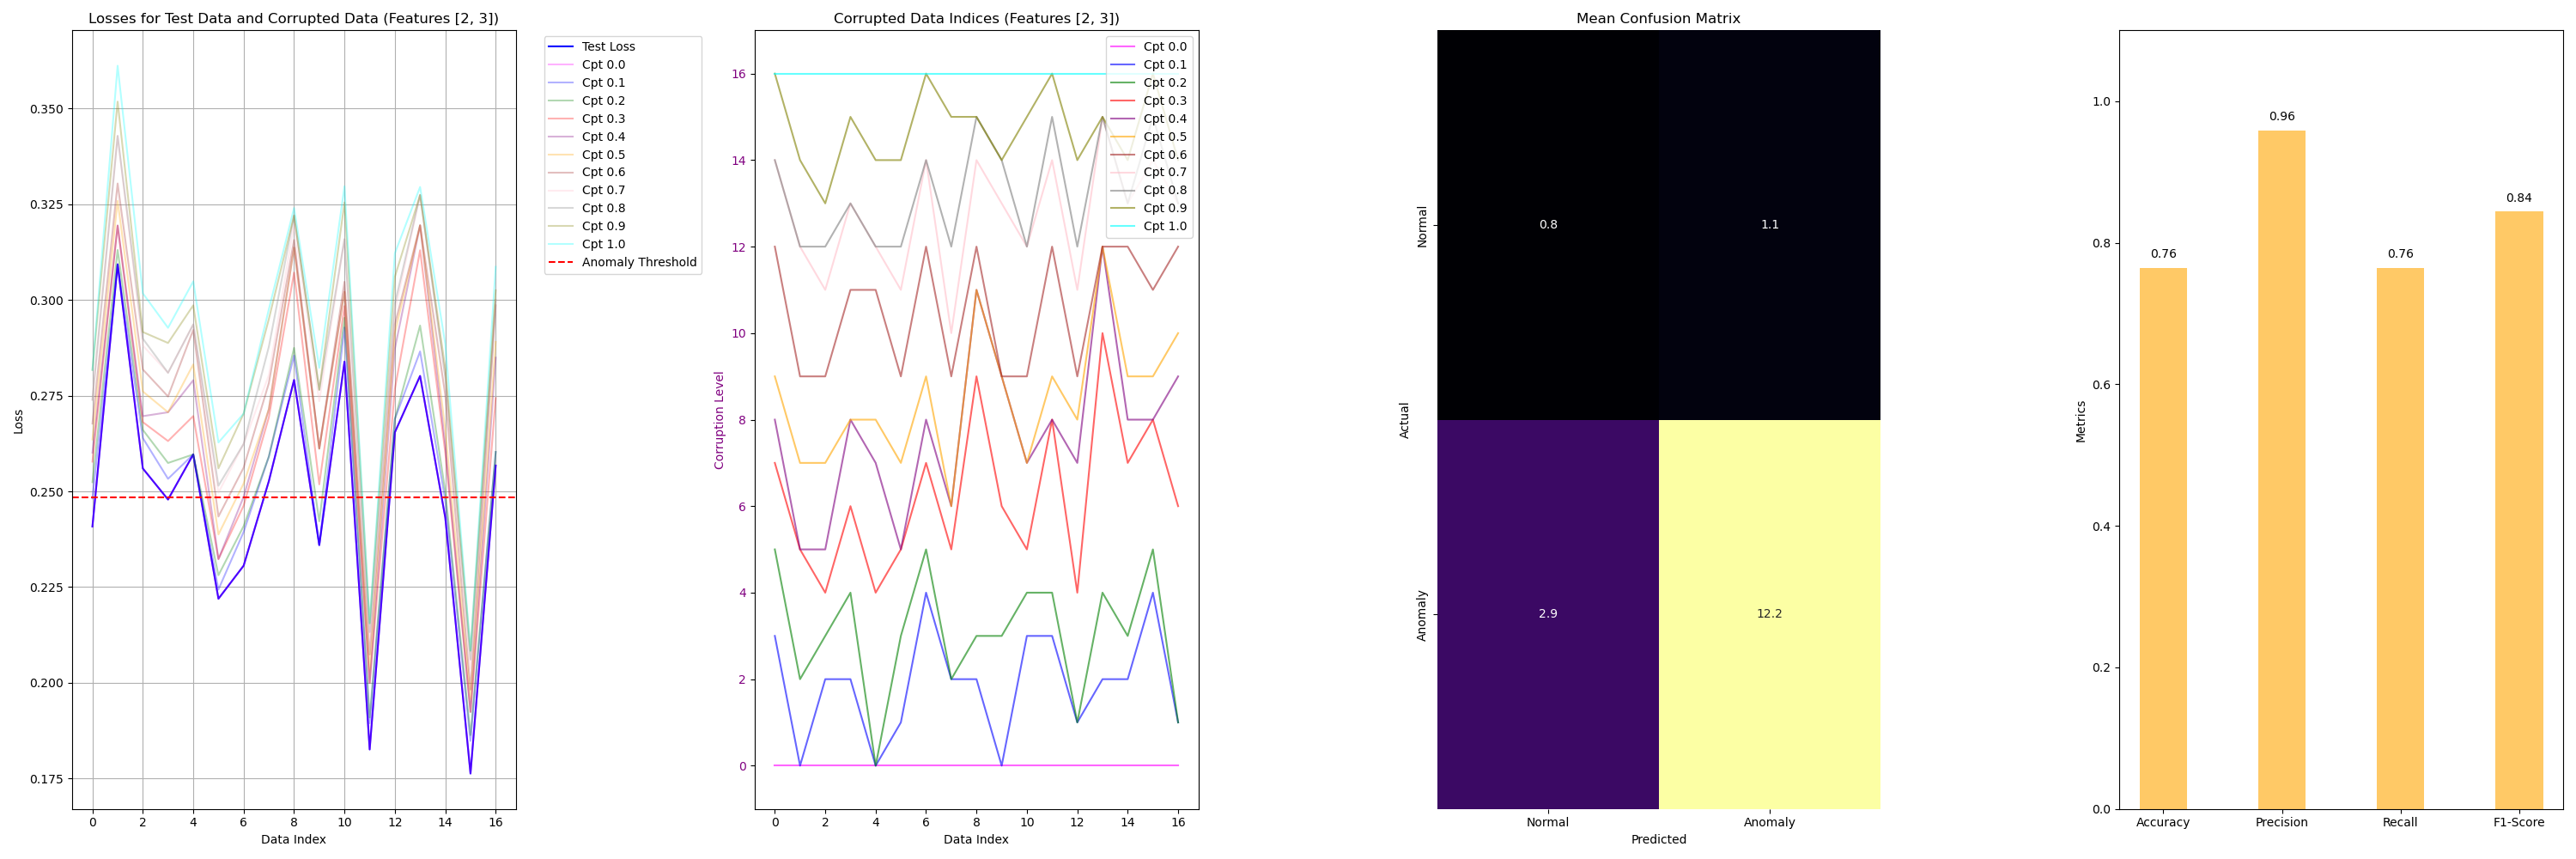 Losses for Test Data and Corrupted Data (Features [2, 3])
0.350
0.325
0.300
0.275
0.250
0.225
0.200
0.175
Loss
0 2 4 6 8 10 12 14 16
Data Index
Test Loss
Cpt 0.0
Cpt 0.1
Cpt 0.2
Cpt 0.3
Cpt 0.4
Cpt 0.5
Cpt 0.6
Cpt 0.7
Cpt 0.8
Cpt 0.9
Cpt 1.0
Anomaly Threshold
Corrupted Data Indices (Features [2, 3])
16
14
12
10
8
6
4
2
0
Corruption Level
0 2 4 6 8 10 12 14 16
Data Index
Cpt 0.0
Cpt 0.1
Cpt 0.2
Cpt 0.3
Cpt 0.4
Cpt 0.5
Cpt 0.6
Cpt 0.7
Cpt 0.8
Cpt 0.9
Cpt 1.0
Mean Confusion Matrix
Actual
Normal
Anomaly
0.8 1.1
2.9 12.2
Normal Anomaly
Predicted
Metrics
1.0
0.8
0.6
0.4
0.2
0.0
0.76
0.96
0.76
0.84
Accuracy Precision Recall F1-Score